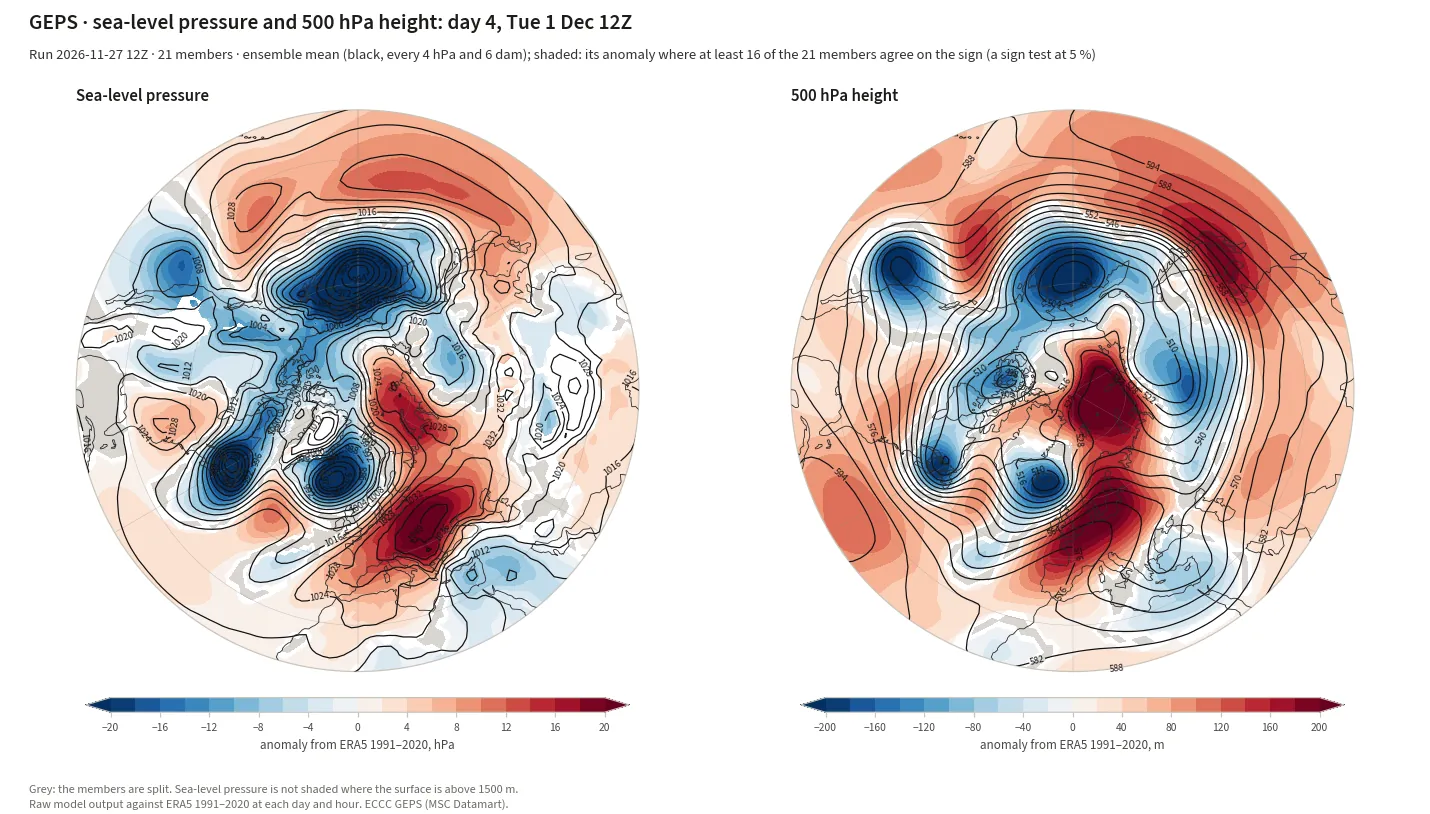 GEPS · sea-level pressure and 500 hPa height: day 4, Tue 1 Dec 12Z
Run 2026-11-27 12Z · 21 members · ensemble mean (black, every 4 hPa and 6 dam); shaded: its anomaly where at least 16 of the 21 members agree on the sign (a sign test at 5 %)
Sea-level pressure
500 hPa height
−20 −16 −12 −8 −4 0 4 8 12 16 20
anomaly from ERA5 1991–2020, hPa
−200 −160 −120 −80 −40 0 40 80 120 160 200
anomaly from ERA5 1991–2020, m
Grey: the members are split. Sea-level pressure is not shaded where the surface is above 1500 m.
Raw model output against ERA5 1991–2020 at each day and hour. ECCC GEPS (MSC Datamart).